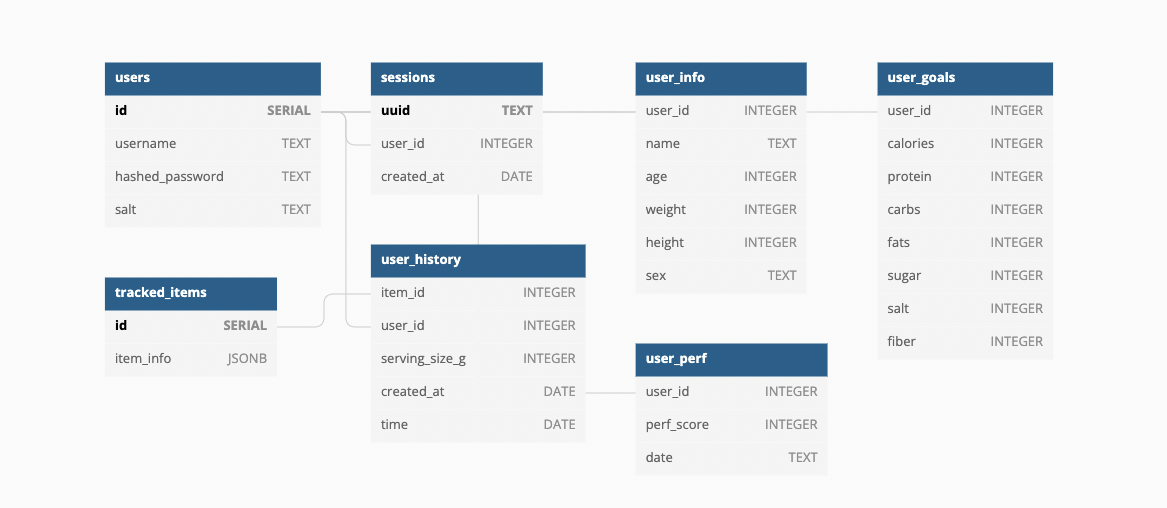 users
id SERIAL
username TEXT
hashed_password TEXT
salt TEXT
sessions
uuid TEXT
user_id INTEGER
created_at DATE
user_info
user_id INTEGER
name TEXT
age INTEGER
weight INTEGER
height INTEGER
sex TEXT
user_goals
user_id INTEGER
calories INTEGER
protein INTEGER
carbs INTEGER
fats INTEGER
sugar INTEGER
salt INTEGER
fiber INTEGER
tracked_items
id SERIAL
item_info JSONB
user_history
item_id INTEGER
user_id INTEGER
serving_size_g INTEGER
created_at DATE
time DATE
user_perf
user_id INTEGER
perf_score INTEGER
date TEXT